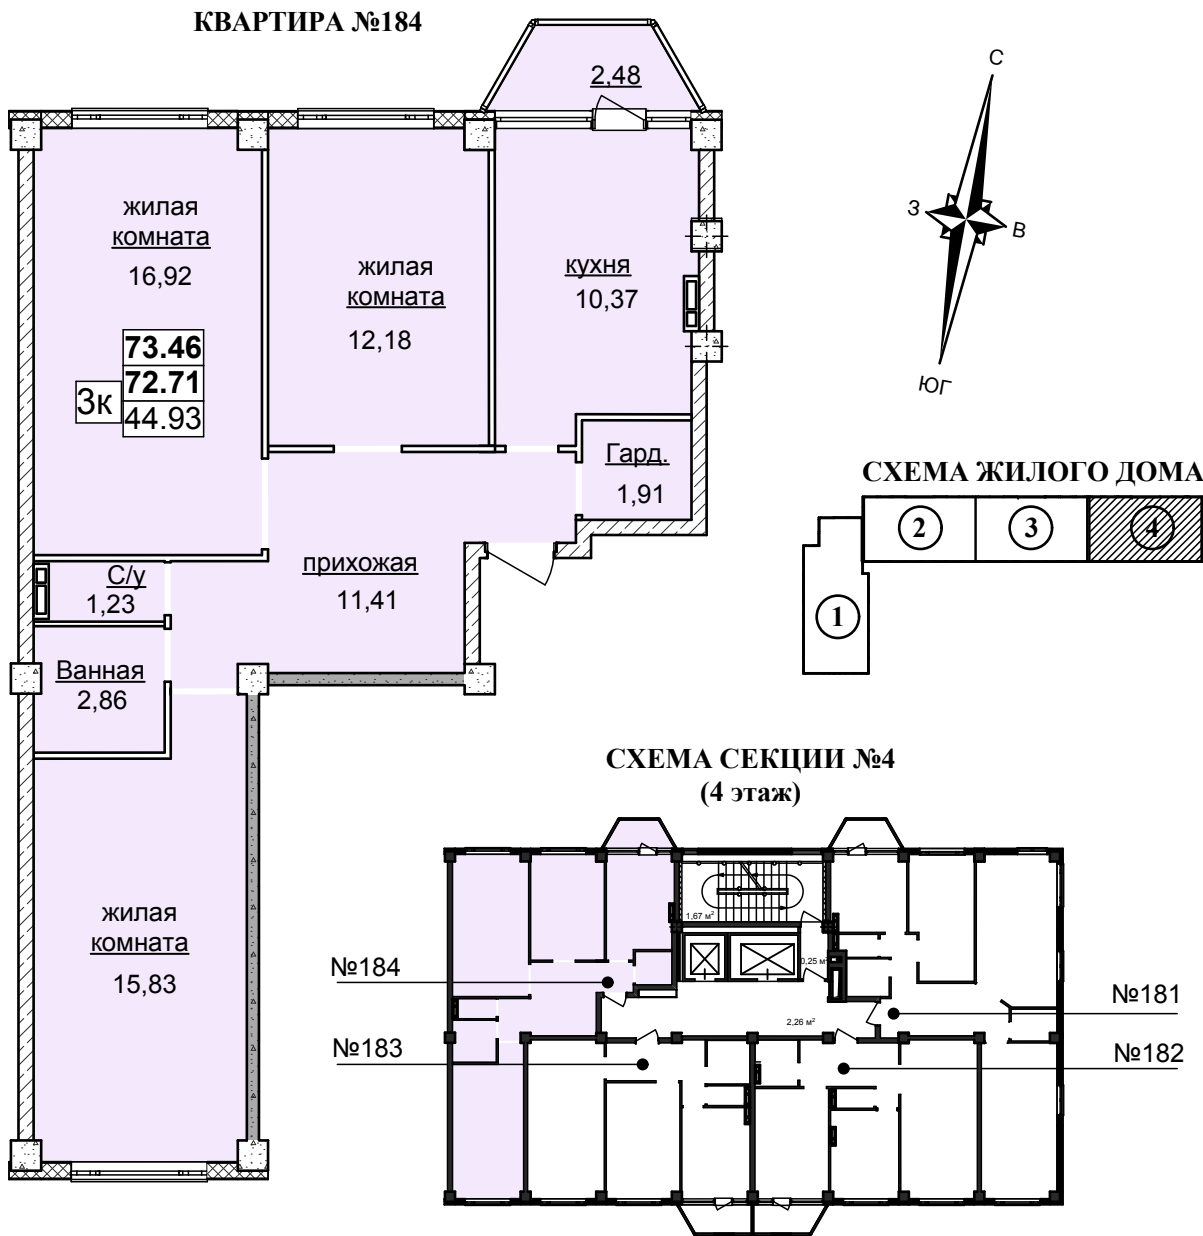 КВАРТИРА №184
2,48
С
З
В
ЮГ
жилая
комната
16,92
жилая
комната
12,18
кухня
10,37
3к
73.46
72.71
44.93
Гард.
1,91
прихожая
11,41
С/у
1,23
Ванная
2,86
жилая
комната
15,83
СХЕМА ЖИЛОГО ДОМА
2
3
4
1
СХЕМА СЕКЦИИ №4
(4 этаж)
1,67 м²
0,25 м²
2,26 м²
№184
№183
№181
№182